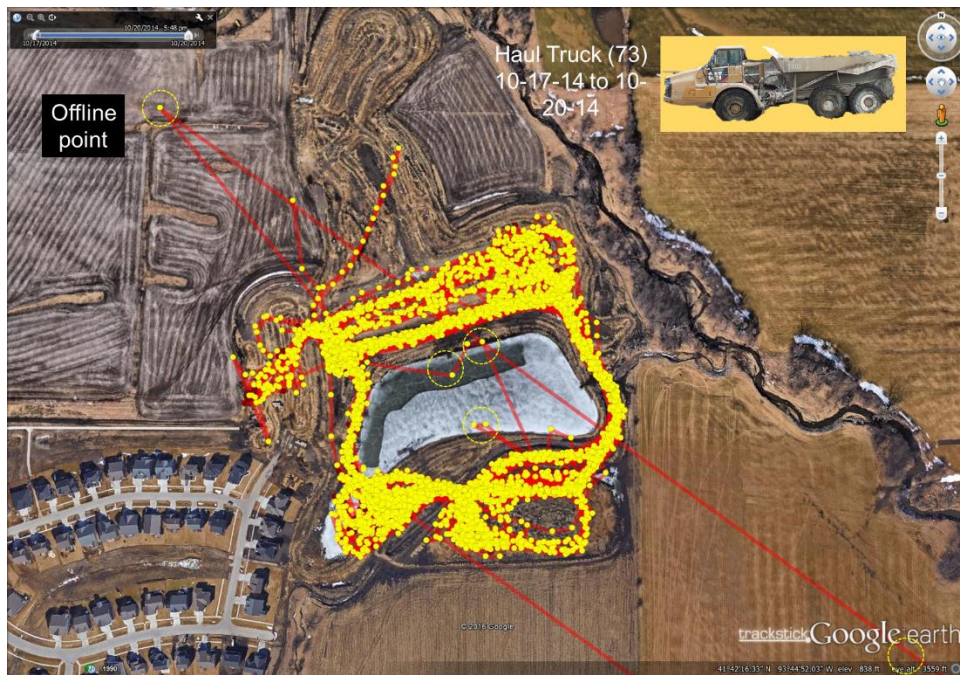 10/20/2014 5:48 pm
10/17/2014
10/20/2014
Offline
point
Haul Truck (73)
10-17-14 to 10-
20-14
N
© 2016 Google
trackstick Google earth
1990
41°42'16.33" N 93°44'52.03" W elev 838 ft eye alt 3559 ft